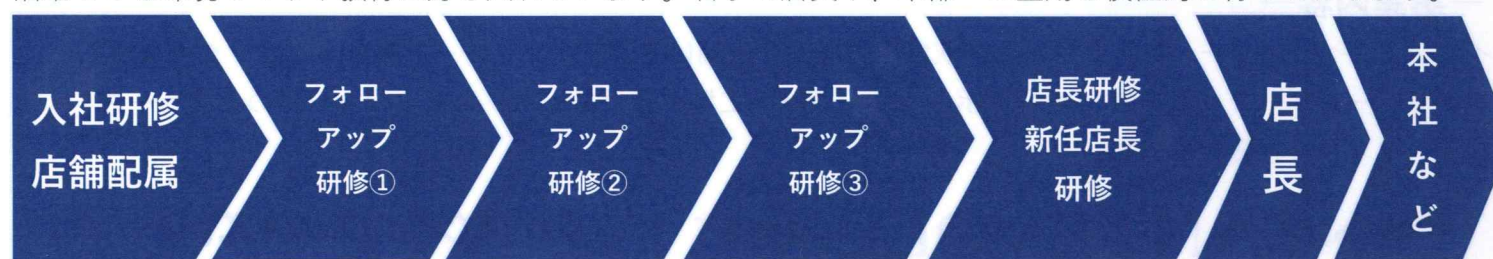 入社研修
店舗配属
フォロー
アップ
研修①
フォロー
アップ
研修②
フォロー
アップ
研修③
店長研修
新任店長
研修
店長
本社など